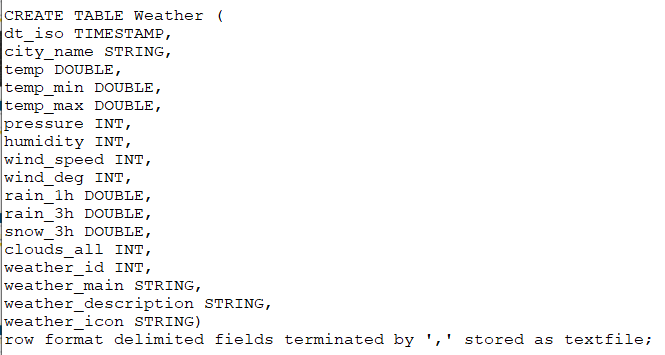 CREATE TABLE Weather (
dt_iso TIMESTAMP,
city_name STRING,
temp DOUBLE,
temp_min DOUBLE,
temp_max DOUBLE,
pressure INT,
humidity INT,
wind_speed INT,
wind_deg INT,
rain_1h DOUBLE,
rain_3h DOUBLE,
snow_3h DOUBLE,
clouds_all INT,
weather_id INT,
weather_main STRING,
weather_description STRING,
weather_icon STRING)
row format delimited fields terminated by ',' stored as textfile;